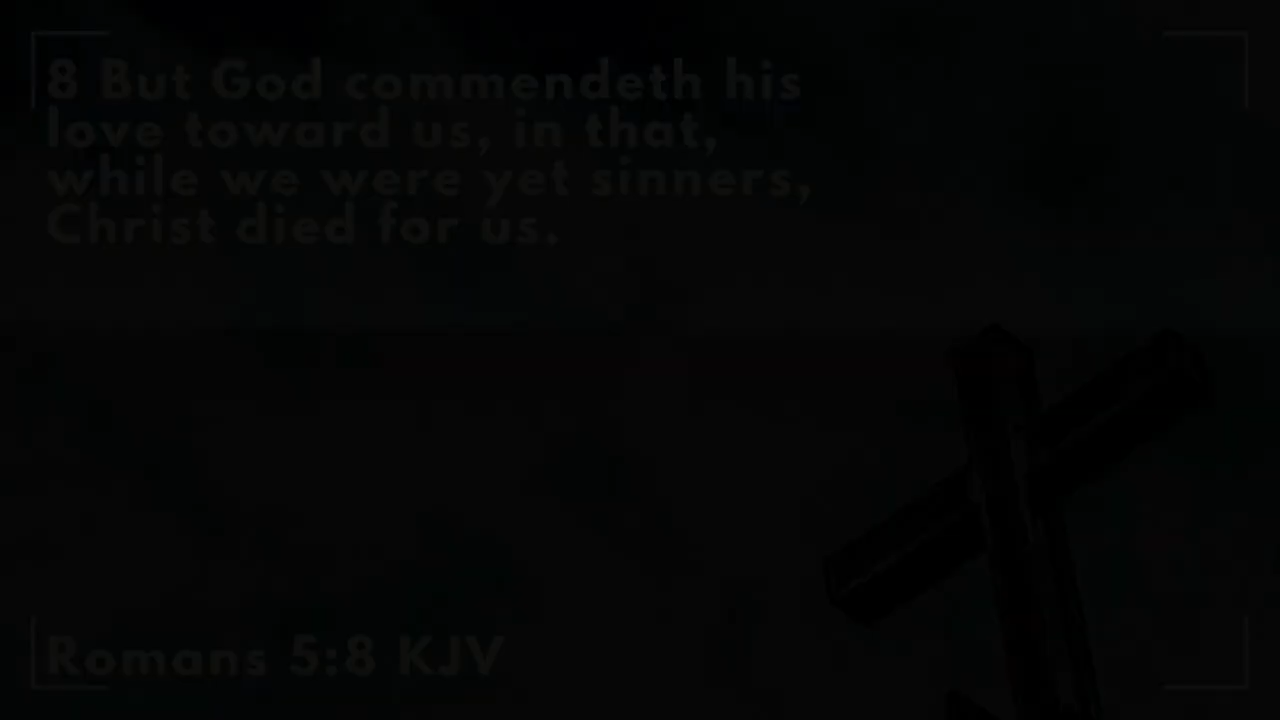 8 But God commendeth his
love toward us, in that,
while we were yet sinners,
Christ died for us.
Romans 5:8 KJV